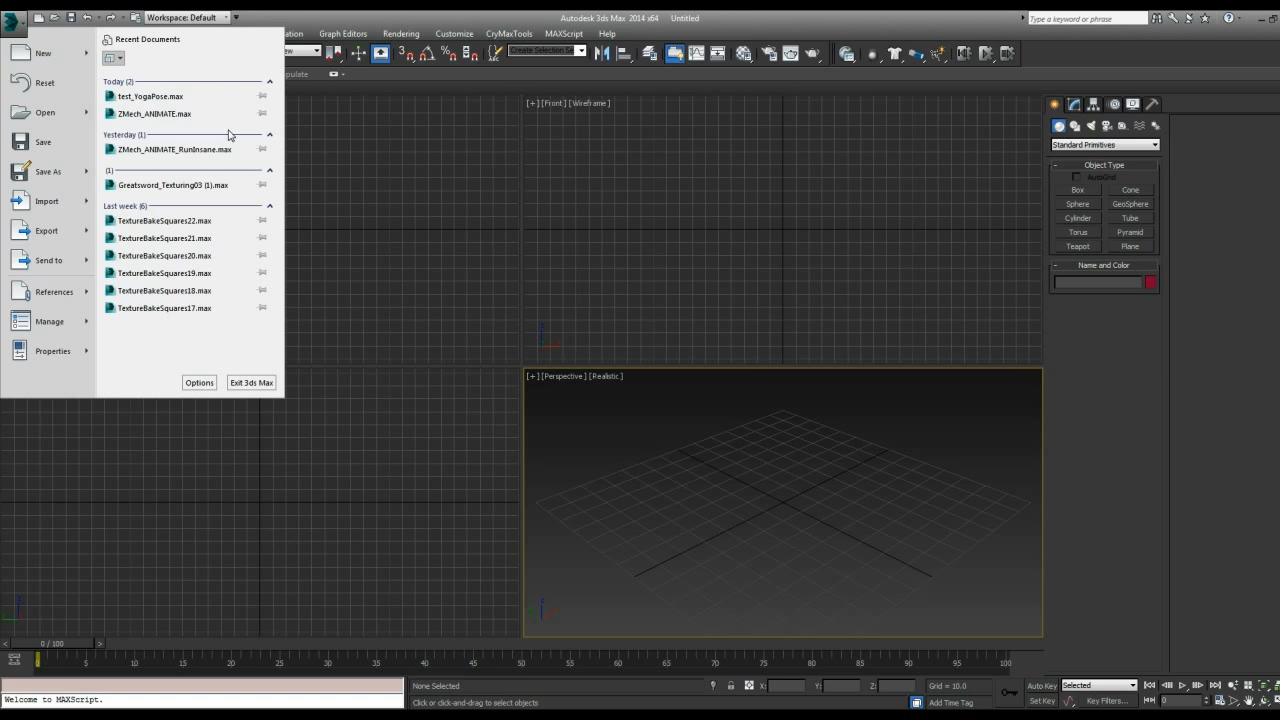 Workspace: Default
Autodesk 3ds Max  2014 x64    Untitled
Type a keyword or phrase
Graph Editors
Rendering
Customize
CryMaxTools
MAXScript
Help
Create Selection Se
Recent Documents
New
Reset
Open
Save
Save As
Import
Export
Send to
References
Manage
Properties
Today (2)
test_YogaPose.max
ZMech_ANIMATE.max
Yesterday (1)
ZMech_ANIMATE_RunInsane.max
(1)
Greatsword_Texturing03 (1).max
Last week (6)
TextureBakeSquares22.max
TextureBakeSquares21.max
TextureBakeSquares20.max
TextureBakeSquares19.max
TextureBakeSquares18.max
TextureBakeSquares17.max
Options
Exit 3ds Max
[+] [Front] [Wireframe]
[+] [Perspective] [Realistic]
Standard Primitives
Object Type
AutoGrid
Box
Cone
Sphere
GeoSphere
Cylinder
Tube
Torus
Pyramid
Teapot
Plane
Name and Color
0 / 100
0 5 10 15 20 25 30 35 40 45 50 55 60 65 70 75 80 85 90 95 100
None Selected
X:
Y:
Z:
Grid = 10.0
Auto Key
Selected
Welcome to MAXScript.
Click or click-and-drag to select objects
Add Time Tag
Set Key
Key Filters...
0